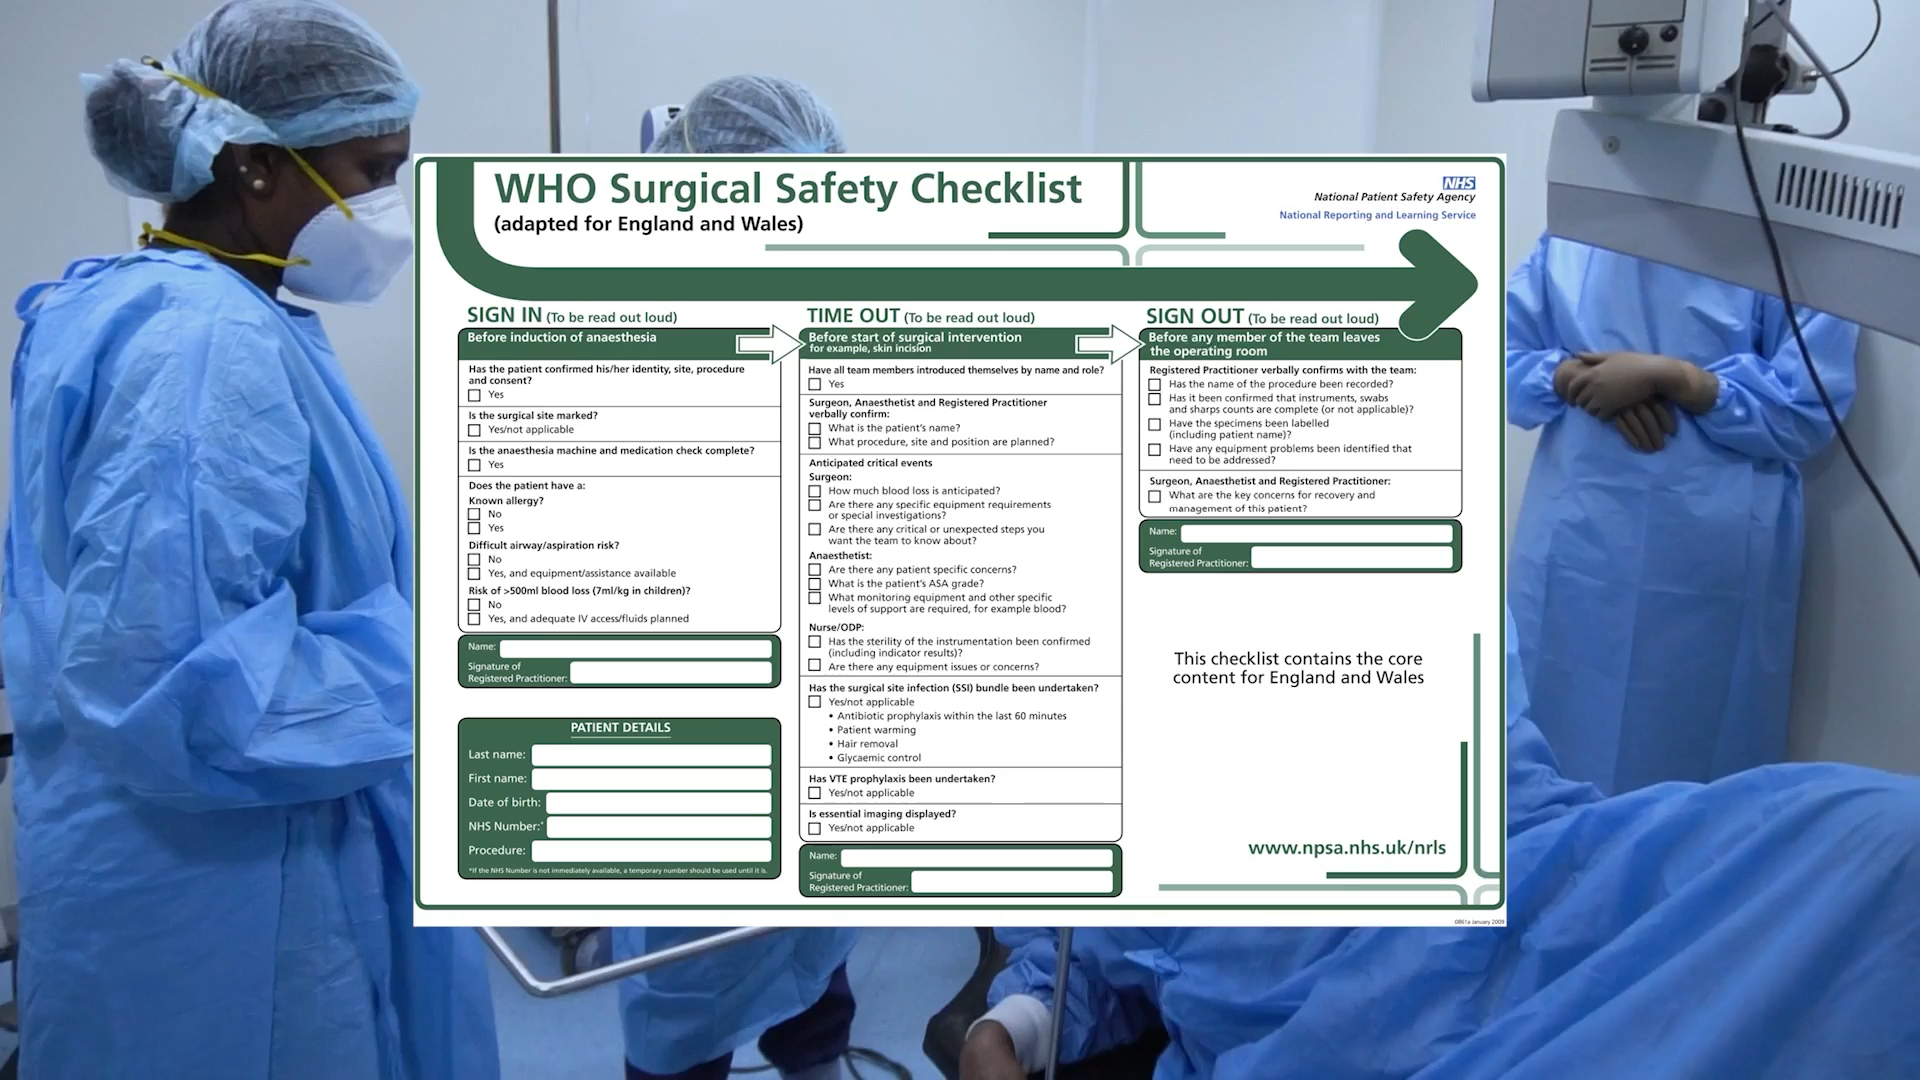 WHO Surgical Safety Checklist
(adapted for England and Wales)
NHS
National Patient Safety Agency
National Reporting and Learning Service
SIGN IN (To be read out loud)
Before induction of anaesthesia
Has the patient confirmed his/her identity, site, procedure
and consent?
Yes
Is the surgical site marked?
Yes/not applicable
Is the anaesthesia machine and medication check complete?
Yes
Does the patient have a:
Known allergy?
No
Yes
Difficult airway/aspiration risk?
No
Yes, and equipment/assistance available
Risk of >500ml blood loss (7ml/kg in children)?
No
Yes, and adequate IV access/fluids planned
Name:
Signature of
Registered Practitioner:
PATIENT DETAILS
Last name:
First name:
Date of birth:
NHS Number:*
Procedure:
*If the NHS Number is not immediately available, a temporary number should be used until it is.
TIME OUT (To be read out loud)
Before start of surgical intervention
for example, skin incision
Have all team members introduced themselves by name and role?
Yes
Surgeon, Anaesthetist and Registered Practitioner
verbally confirm:
What is the patient's name?
What procedure, site and position are planned?
Anticipated critical events
Surgeon:
How much blood loss is anticipated?
Are there any specific equipment requirements
or special investigations?
Are there any critical or unexpected steps you
want the team to know about?
Anaesthetist:
Are there any patient specific concerns?
What is the patient's ASA grade?
What monitoring equipment and other specific
levels of support are required, for example blood?
Nurse/ODP:
Has the sterility of the instrumentation been confirmed
(including indicator results)?
Are there any equipment issues or concerns?
Has the surgical site infection (SSI) bundle been undertaken?
Yes/not applicable
• Antibiotic prophylaxis within the last 60 minutes
• Patient warming
• Hair removal
• Glycaemic control
Has VTE prophylaxis been undertaken?
Yes/not applicable
Is essential imaging displayed?
Yes/not applicable
Name:
Signature of
Registered Practitioner:
SIGN OUT (To be read out loud)
Before any member of the team leaves
the operating room
Registered Practitioner verbally confirms with the team:
Has the name of the procedure been recorded?
Has it been confirmed that instruments, swabs
and sharps counts are complete (or not applicable)?
Have the specimens been labelled
(including patient name)?
Have any equipment problems been identified that
need to be addressed?
Surgeon, Anaesthetist and Registered Practitioner:
What are the key concerns for recovery and
management of this patient?
Name:
Signature of
Registered Practitioner:
This checklist contains the core
content for England and Wales
www.npsa.nhs.uk/nrls
0861a January 2009